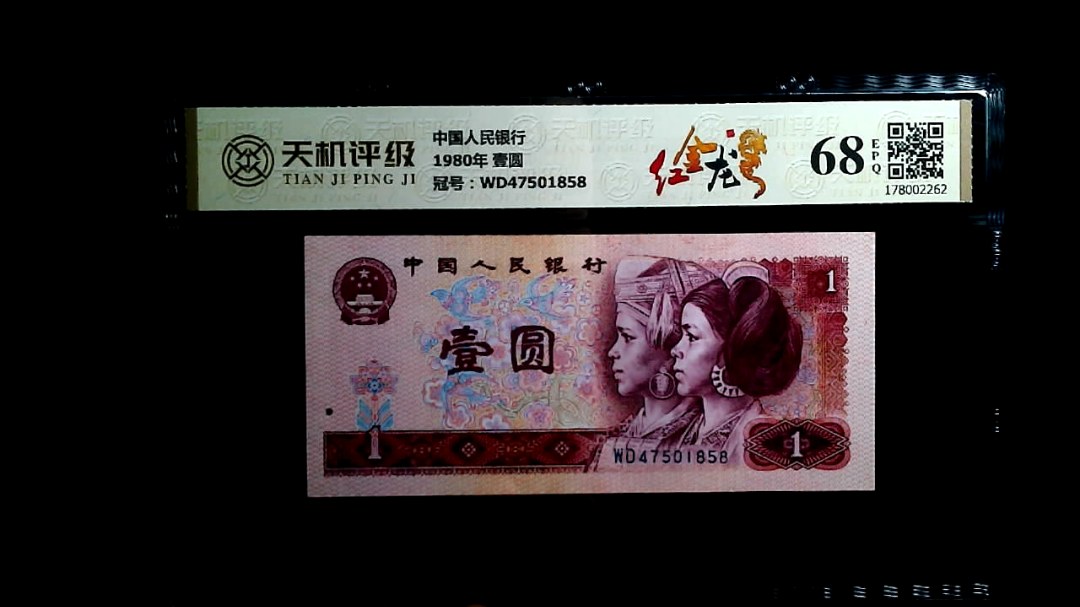 天机评级
TIAN JI PING JI
中国人民银行
1980年 壹圆
冠号：WD47501858
红金龙
68
EPQ
178002262
中国人民银行
1
壹圆
1
WD47501858
1